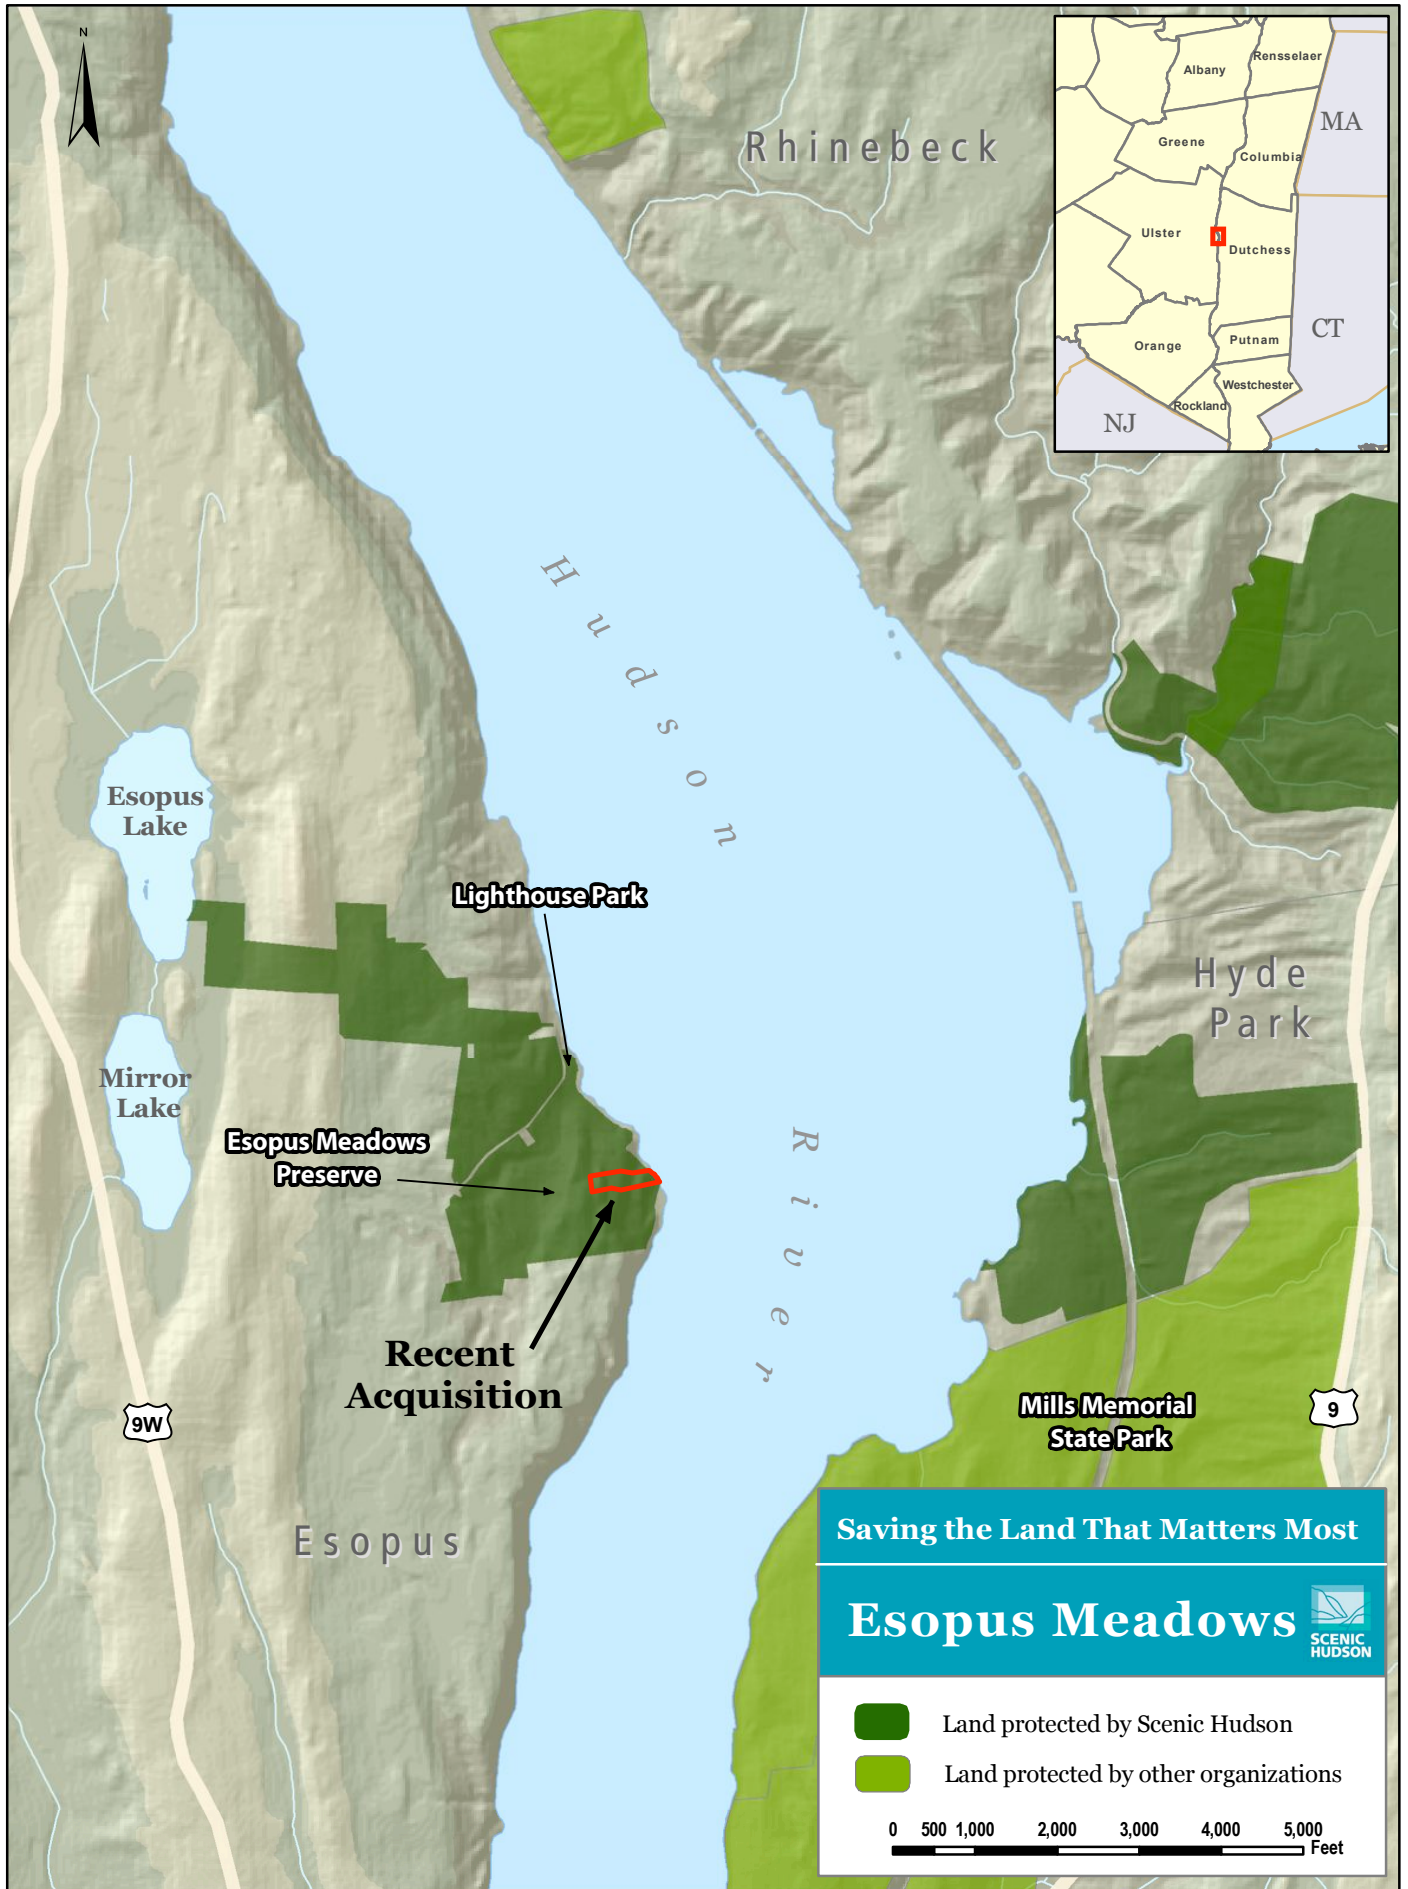 N
Rhinebeck
Albany
Rensselaer
MA
Greene
Columbia
Ulster
Dutchess
CT
Orange
Putnam
Westchester
Rockland
NJ
Hudson
River
Esopus
Lake
Lighthouse Park
Hyde
Park
Mirror
Lake
Esopus Meadows
Preserve
Recent
Acquisition
9W
Mills Memorial
State Park
9
Esopus
Saving the Land That Matters Most
Esopus Meadows
SCENIC
HUDSON
Land protected by Scenic Hudson
Land protected by other organizations
0 500 1,000 2,000 3,000 4,000 5,000
Feet